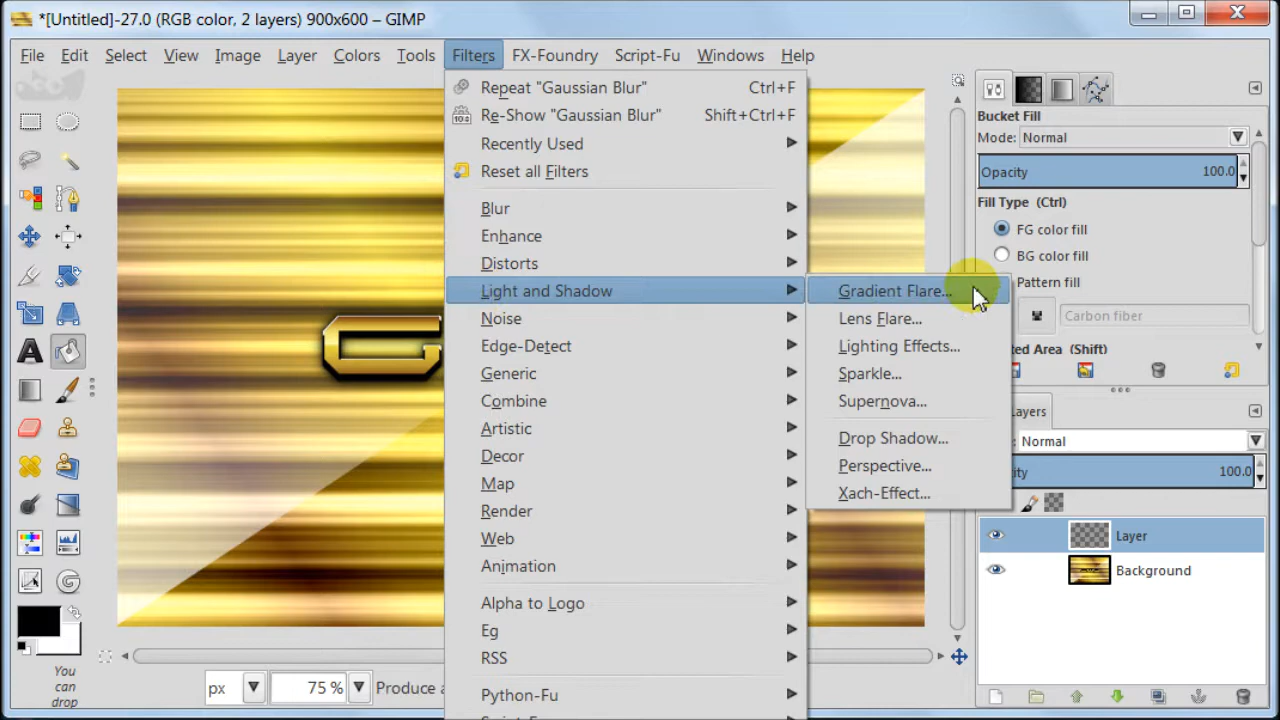 *[Untitled]-27.0 (RGB color, 2 layers) 900x600 – GIMP
File Edit Select View Image Layer Colors Tools Filters FX-Foundry Script-Fu Windows Help
Repeat "Gaussian Blur" Ctrl+F
Re-Show "Gaussian Blur" Shift+Ctrl+F
Recently Used
Reset all Filters
Blur
Enhance
Distorts
Light and Shadow
Noise
Edge-Detect
Generic
Combine
Artistic
Decor
Map
Render
Web
Animation
Alpha to Logo
Eg
RSS
Python-Fu
Gradient Flare...
Lens Flare...
Lighting Effects...
Sparkle...
Supernova...
Drop Shadow...
Perspective...
Xach-Effect...
Bucket Fill
Mode: Normal
Opacity 100.0
Fill Type (Ctrl)
FG color fill
BG color fill
Pattern fill
Carbon fiber
ted Area (Shift)
ayers
Normal
ity 100.0
Layer
Background
G
You
can
drop
px 75 % Produce a